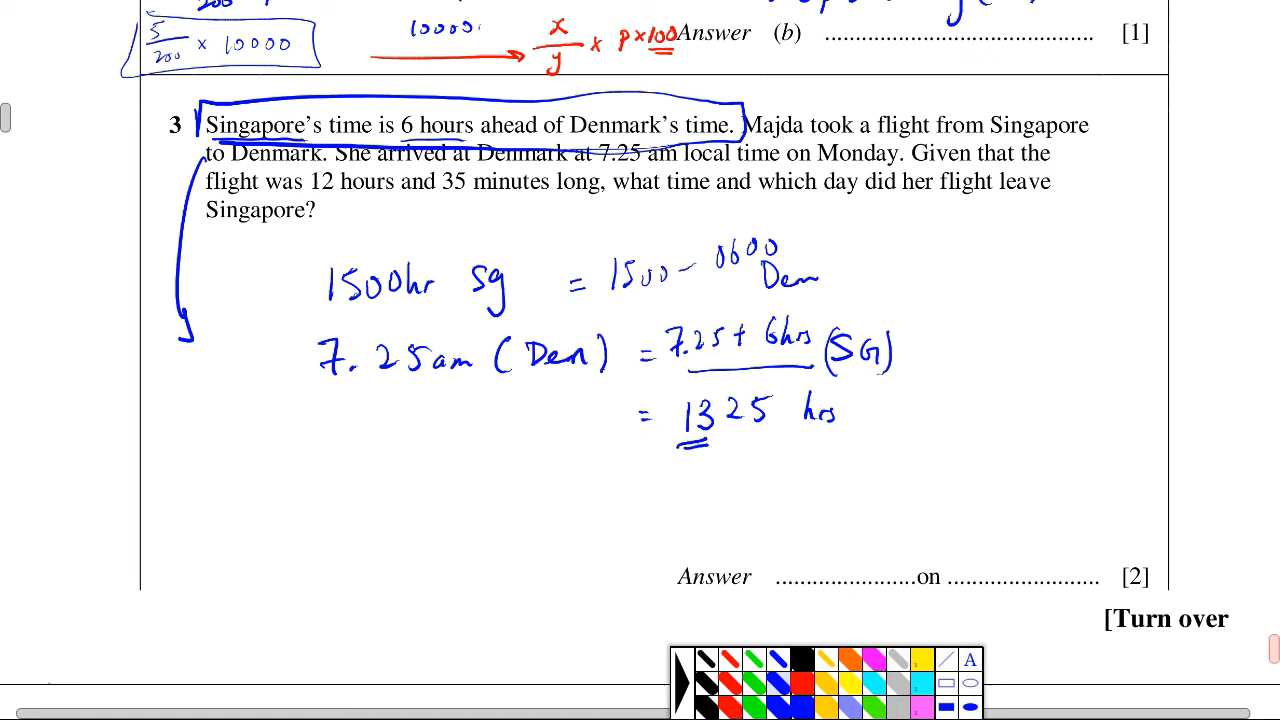 5/200 × 10000
10000.
x/y × p × 100
Answer (b) ............................................ [1]
3 Singapore's time is 6 hours ahead of Denmark's time. Majda took a flight from Singapore
to Denmark. She arrived at Denmark at 7.25 am local time on Monday. Given that the
flight was 12 hours and 35 minutes long, what time and which day did her flight leave
Singapore?
1500hr Sg = 1500 - 0600 Den
7.25am (Den) = 7.25 + 6hrs (SG)
= 1325 hrs
Answer .......................on ......................... [2]
[Turn over
A